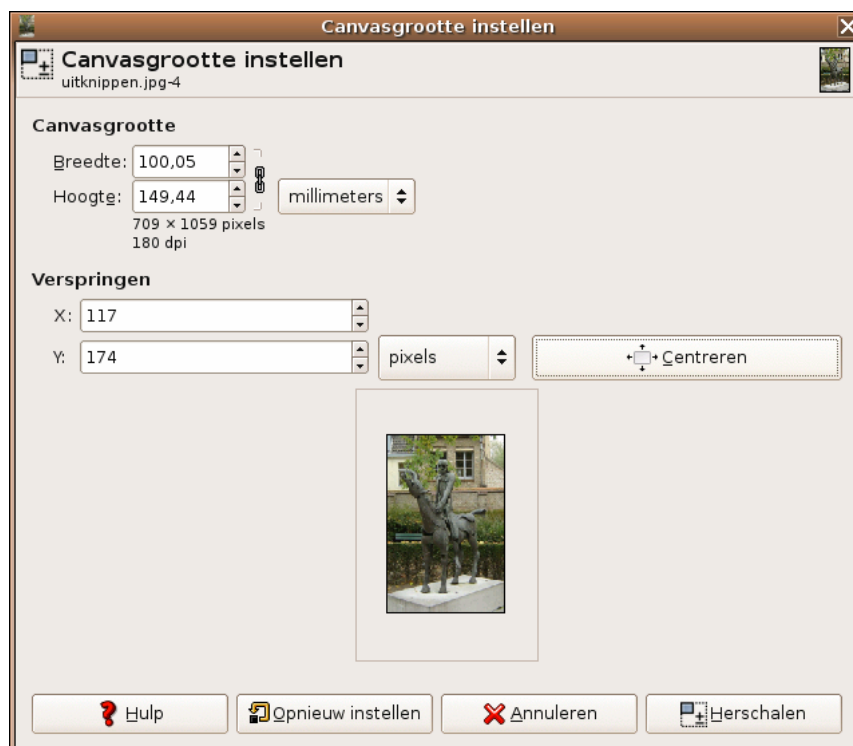 Canvasgrootte instellen
Canvasgrootte instellen
uitknippen.jpg-4
Canvasgrootte
Breedte: 100,05
Hoogte: 149,44 millimeters
709 × 1059 pixels
180 dpi
Verspringen
X: 117
Y: 174 pixels Centreren
Hulp Opnieuw instellen Annuleren Herschalen